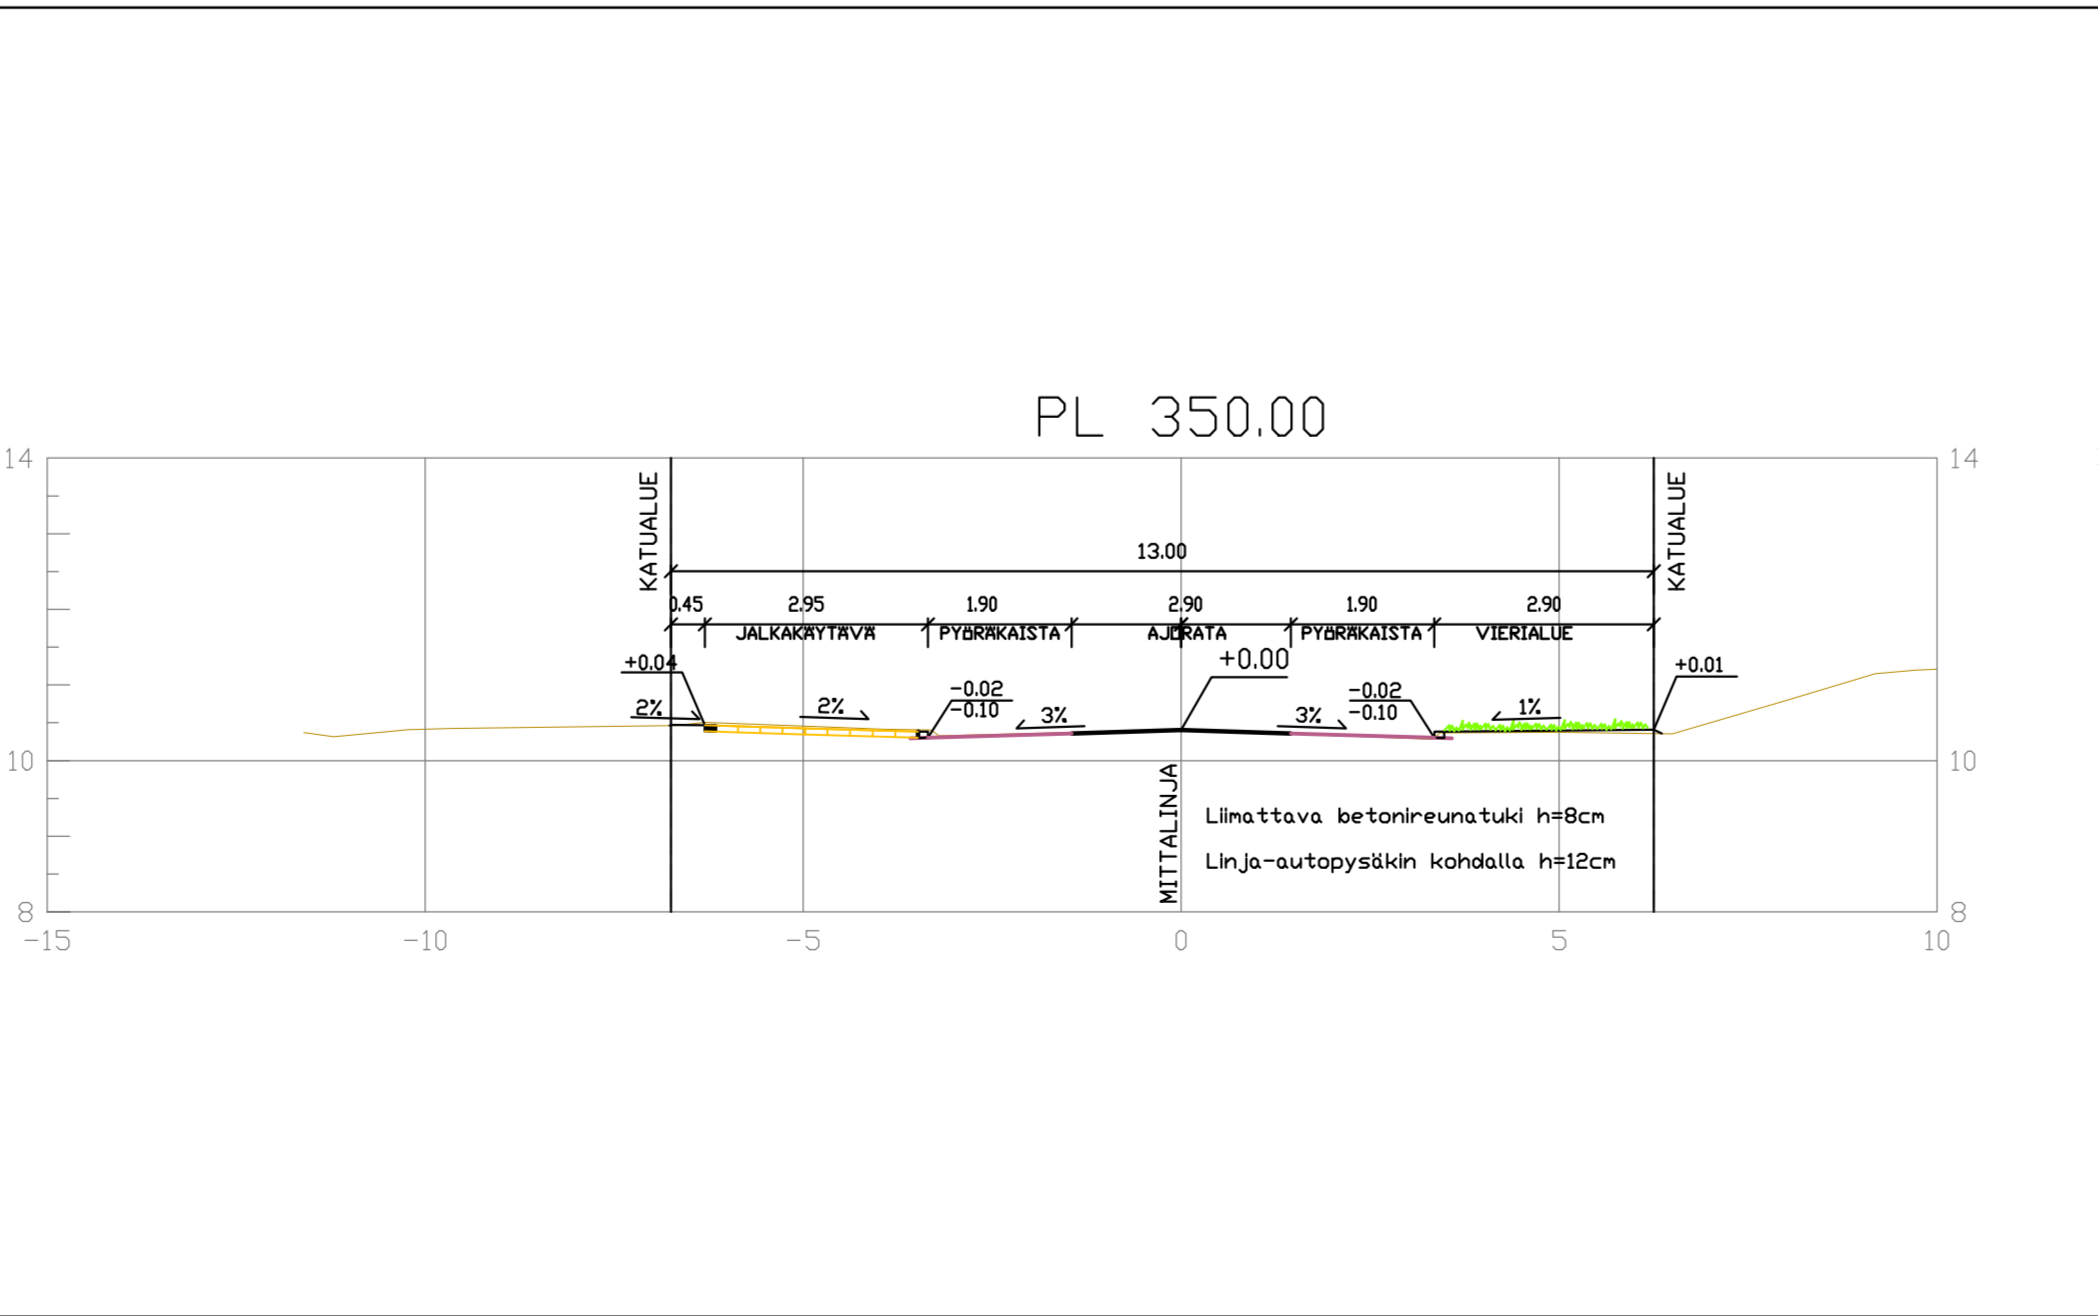 PL 350.00
14
14
KATUALUE
KATUALUE
13.00
0.45 2.95 1.90 2.90 1.90 2.90
JALKAKÄYTÄVÄ PYÖRÄKAISTA AJORATA PYÖRÄKAISTA VIERIALUE
+0.04
+0.00
+0.01
-0.02
-0.10
-0.02
-0.10
2% 2% 3% 3% 1%
10
10
MITTALINJA
Liimattava betonireunatuki h=8cm
Linja-autopysäkin kohdalla h=12cm
8
8
-15 -10 -5 0 5 10